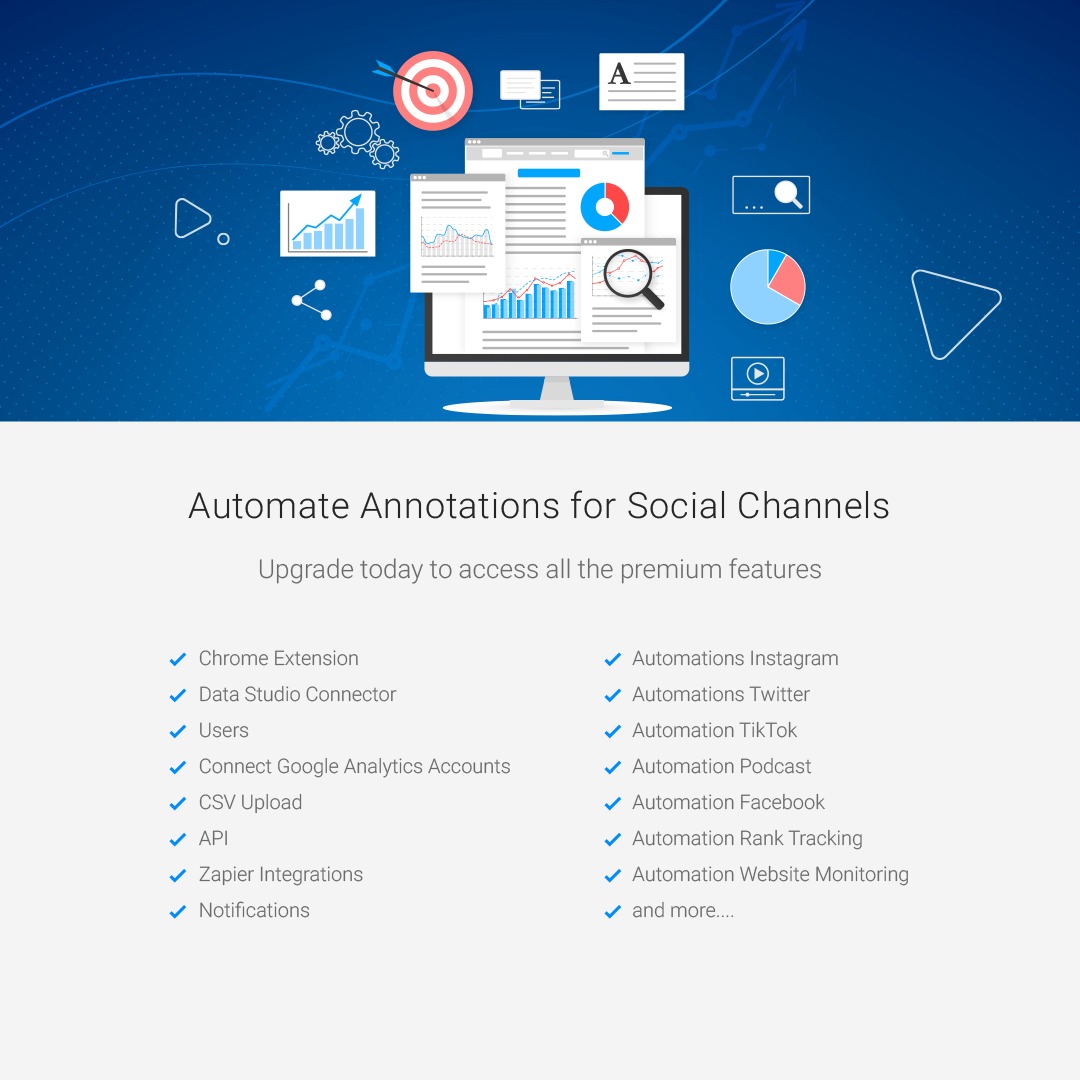 A
Automate Annotations for Social Channels
Upgrade today to access all the premium features
Chrome Extension
Data Studio Connector
Users
Connect Google Analytics Accounts
CSV Upload
API
Zapier Integrations
Notifications
Automations Instagram
Automations Twitter
Automation TikTok
Automation Podcast
Automation Facebook
Automation Rank Tracking
Automation Website Monitoring
and more....